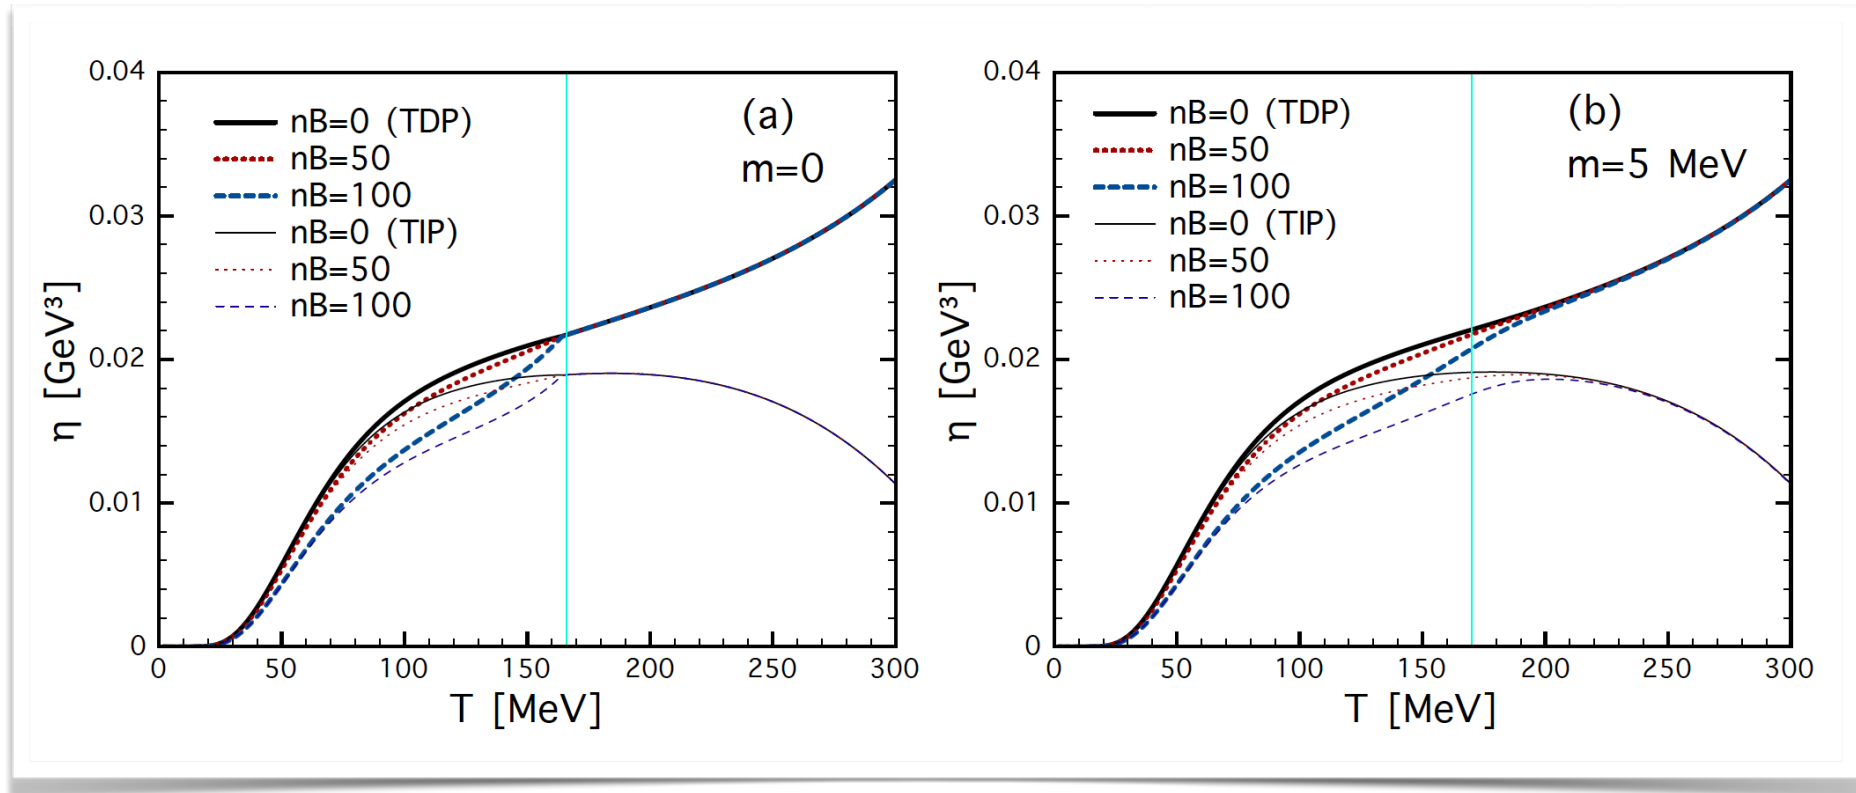 0.04
0.03
0.02
0.01
0
η [GeV³]
nB=0 (TDP)
nB=50
nB=100
nB=0 (TIP)
nB=50
nB=100
(a)
m=0
0 50 100 150 200 250 300
T [MeV]
0.04
0.03
0.02
0.01
0
η [GeV³]
nB=0 (TDP)
nB=50
nB=100
nB=0 (TIP)
nB=50
nB=100
(b)
m=5 MeV
0 50 100 150 200 250 300
T [MeV]